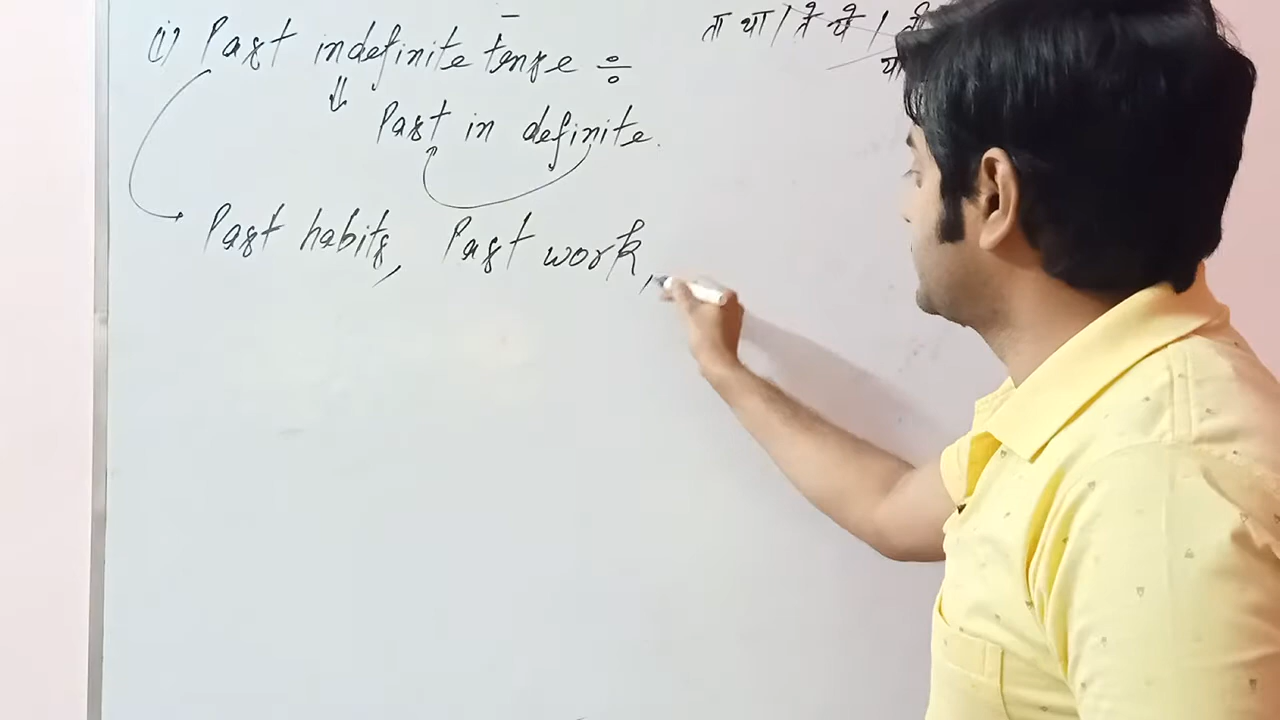 (i) Past indefinite tense ÷
ता था / ते थे /
Past in definite.
Past habits, Past work,